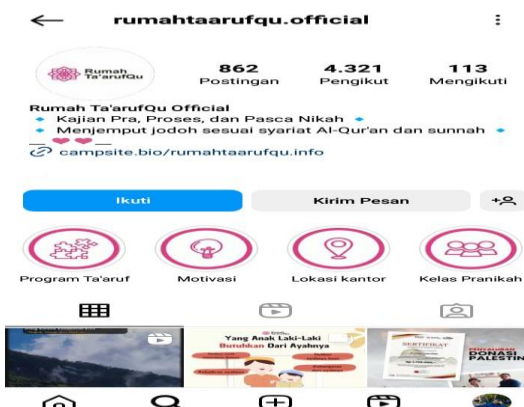 rumahtaarufqu.official
Rumah
Ta'arufQu
862
Postingan
4.321
Pengikut
113
Mengikuti
Rumah Ta'arufQu Official
Kajian Pra, Proses, dan Pasca Nikah
Menjemput jodoh sesuai syariat Al-Qur'an dan sunnah
campsite.bio/rumahtaarufqu.info
Ikuti
Kirim Pesan
Program Ta'aruf
Motivasi
Lokasi kantor
Kelas Pranikah
Yang Anak Laki-Laki
Butuhkan Dari Ayahnya
SERTIFIKAT
PENYALURAN
DONASI
PALESTIN